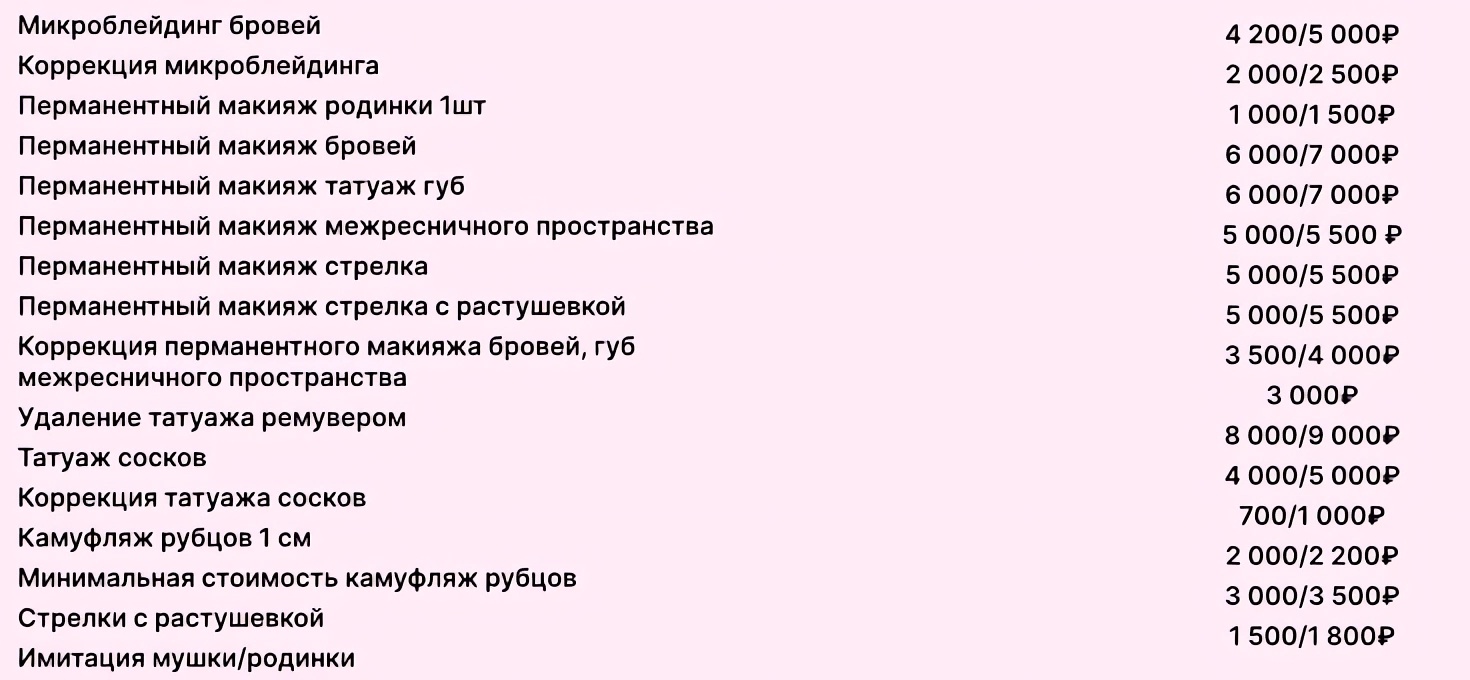 Микроблейдинг бровей 4 200/5 000₽
Коррекция микроблейдинга 2 000/2 500₽
Перманентный макияж родинки 1шт 1 000/1 500₽
Перманентный макияж бровей 6 000/7 000₽
Перманентный макияж татуаж губ 6 000/7 000₽
Перманентный макияж межресничного пространства 5 000/5 500 ₽
Перманентный макияж стрелка 5 000/5 500₽
Перманентный макияж стрелка с растушевкой 5 000/5 500₽
Коррекция перманентного макияжа бровей, губ 3 500/4 000₽
межресничного пространства 3 000₽
Удаление татуажа ремувером 8 000/9 000₽
Татуаж сосков 4 000/5 000₽
Коррекция татуажа сосков 700/1 000₽
Камуфляж рубцов 1 см 2 000/2 200₽
Минимальная стоимость камуфляж рубцов 3 000/3 500₽
Стрелки с растушевкой 1 500/1 800₽
Имитация мушки/родинки